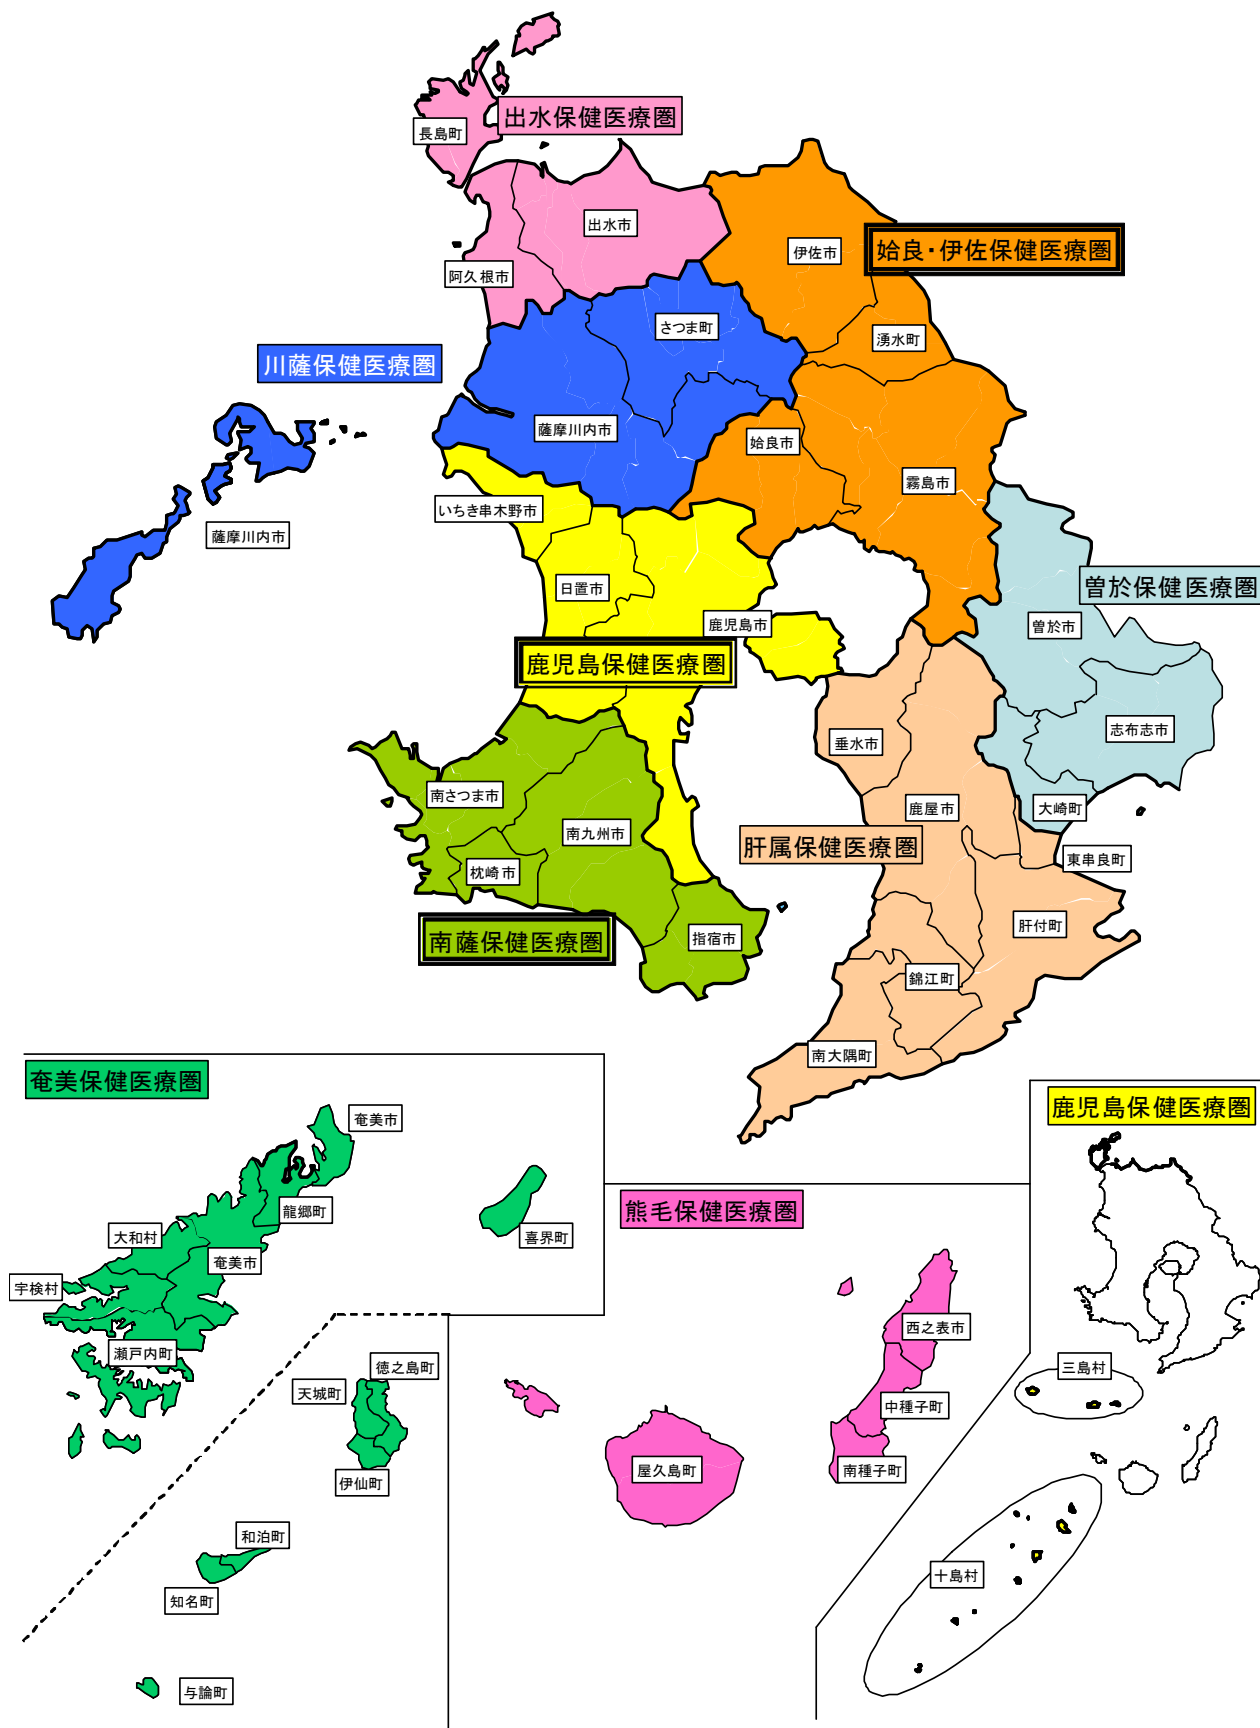 出水保健医療圏
長島町
出水市
阿久根市
伊佐市
姶良・伊佐保健医療圏
湧水町
さつま町
川薩保健医療圏
薩摩川内市
姶良市
霧島市
いちき串木野市
薩摩川内市
日置市
曽於保健医療圏
鹿児島市
曽於市
鹿児島保健医療圏
垂水市
志布志市
南さつま市
鹿屋市
大崎町
南九州市
肝属保健医療圏
東串良町
枕崎市
南薩保健医療圏
指宿市
肝付町
錦江町
南大隅町
奄美保健医療圏
鹿児島保健医療圏
奄美市
龍郷町
熊毛保健医療圏
大和村
喜界町
奄美市
宇検村
西之表市
瀬戸内町
徳之島町
三島村
天城町
中種子町
屋久島町
南種子町
伊仙町
和泊町
十島村
知名町
与論町